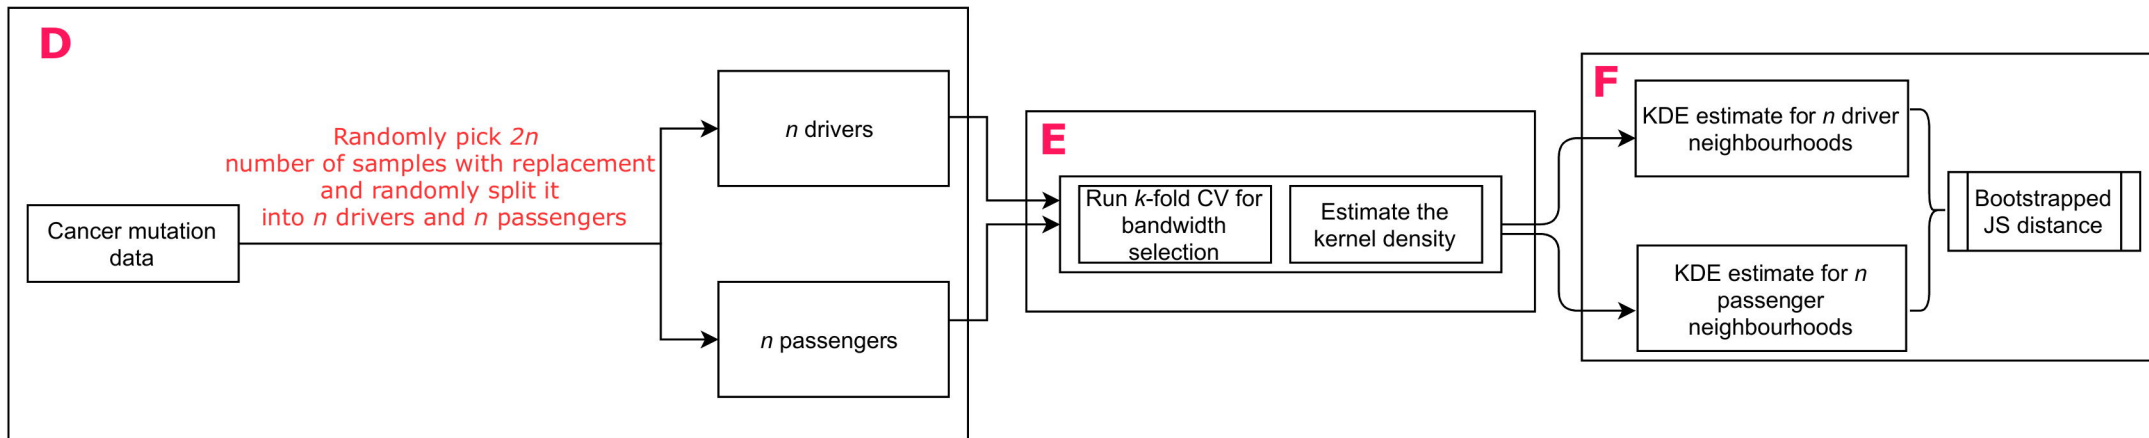 D
Randomly pick 2n
number of samples with replacement
and randomly split it
into n drivers and n passengers
Cancer mutation
data
n drivers
n passengers
E
Run k-fold CV for
bandwidth
selection
Estimate the
kernel density
F
KDE estimate for n driver
neighbourhoods
KDE estimate for n
passenger
neighbourhoods
Bootstrapped
JS distance